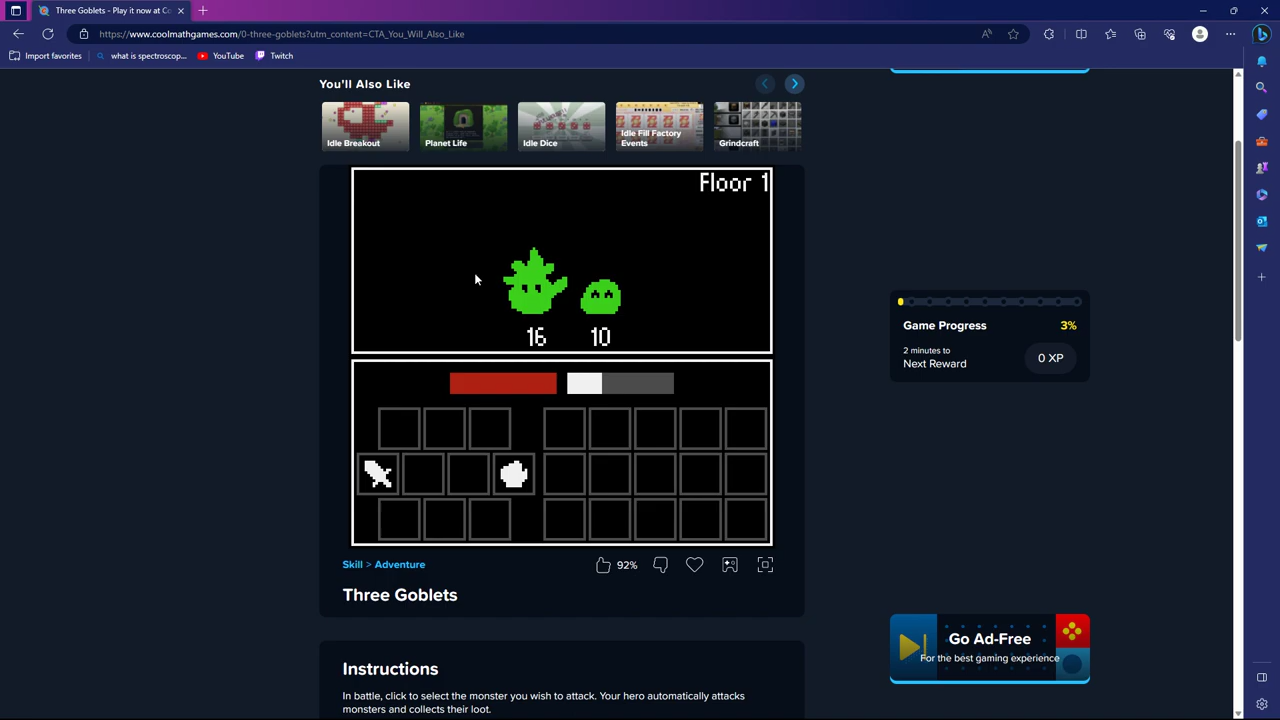 Three Goblets - Play it now at Co
https://www.coolmathgames.com/0-three-goblets?utm_content=CTA_You_Will_Also_Like
Import favorites
what is spectroscop...
YouTube
Twitch
You'll Also Like
Idle Breakout
Planet Life
Idle Dice
Idle Fill Factory
Events
Grindcraft
Floor 1
16 10
Game Progress 3%
2 minutes to
Next Reward
0 XP
Skill > Adventure
92%
Three Goblets
Go Ad-Free
For the best gaming experience
Instructions
In battle, click to select the monster you wish to attack. Your hero automatically attacks
monsters and collects their loot.